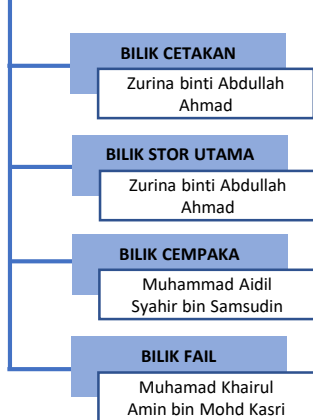 BILIK CETAKAN
Zurina binti Abdullah
Ahmad
BILIK STOR UTAMA
Zurina binti Abdullah
Ahmad
BILIK CEMPAKA
Muhammad Aidil
Syahir bin Samsudin
BILIK FAIL
Muhamad Khairul
Amin bin Mohd Kasri